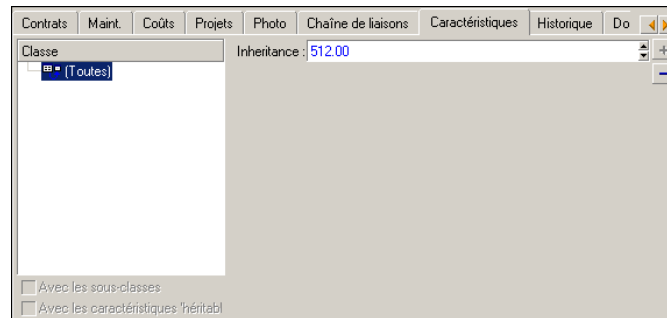 Contrats Maint. Coûts Projets Photo Chaîne de liaisons Caractéristiques Historique Do
Classe Inheritance : 512.00
(Toutes)
Avec les sous-classes
Avec les caractéristiques 'héritabl